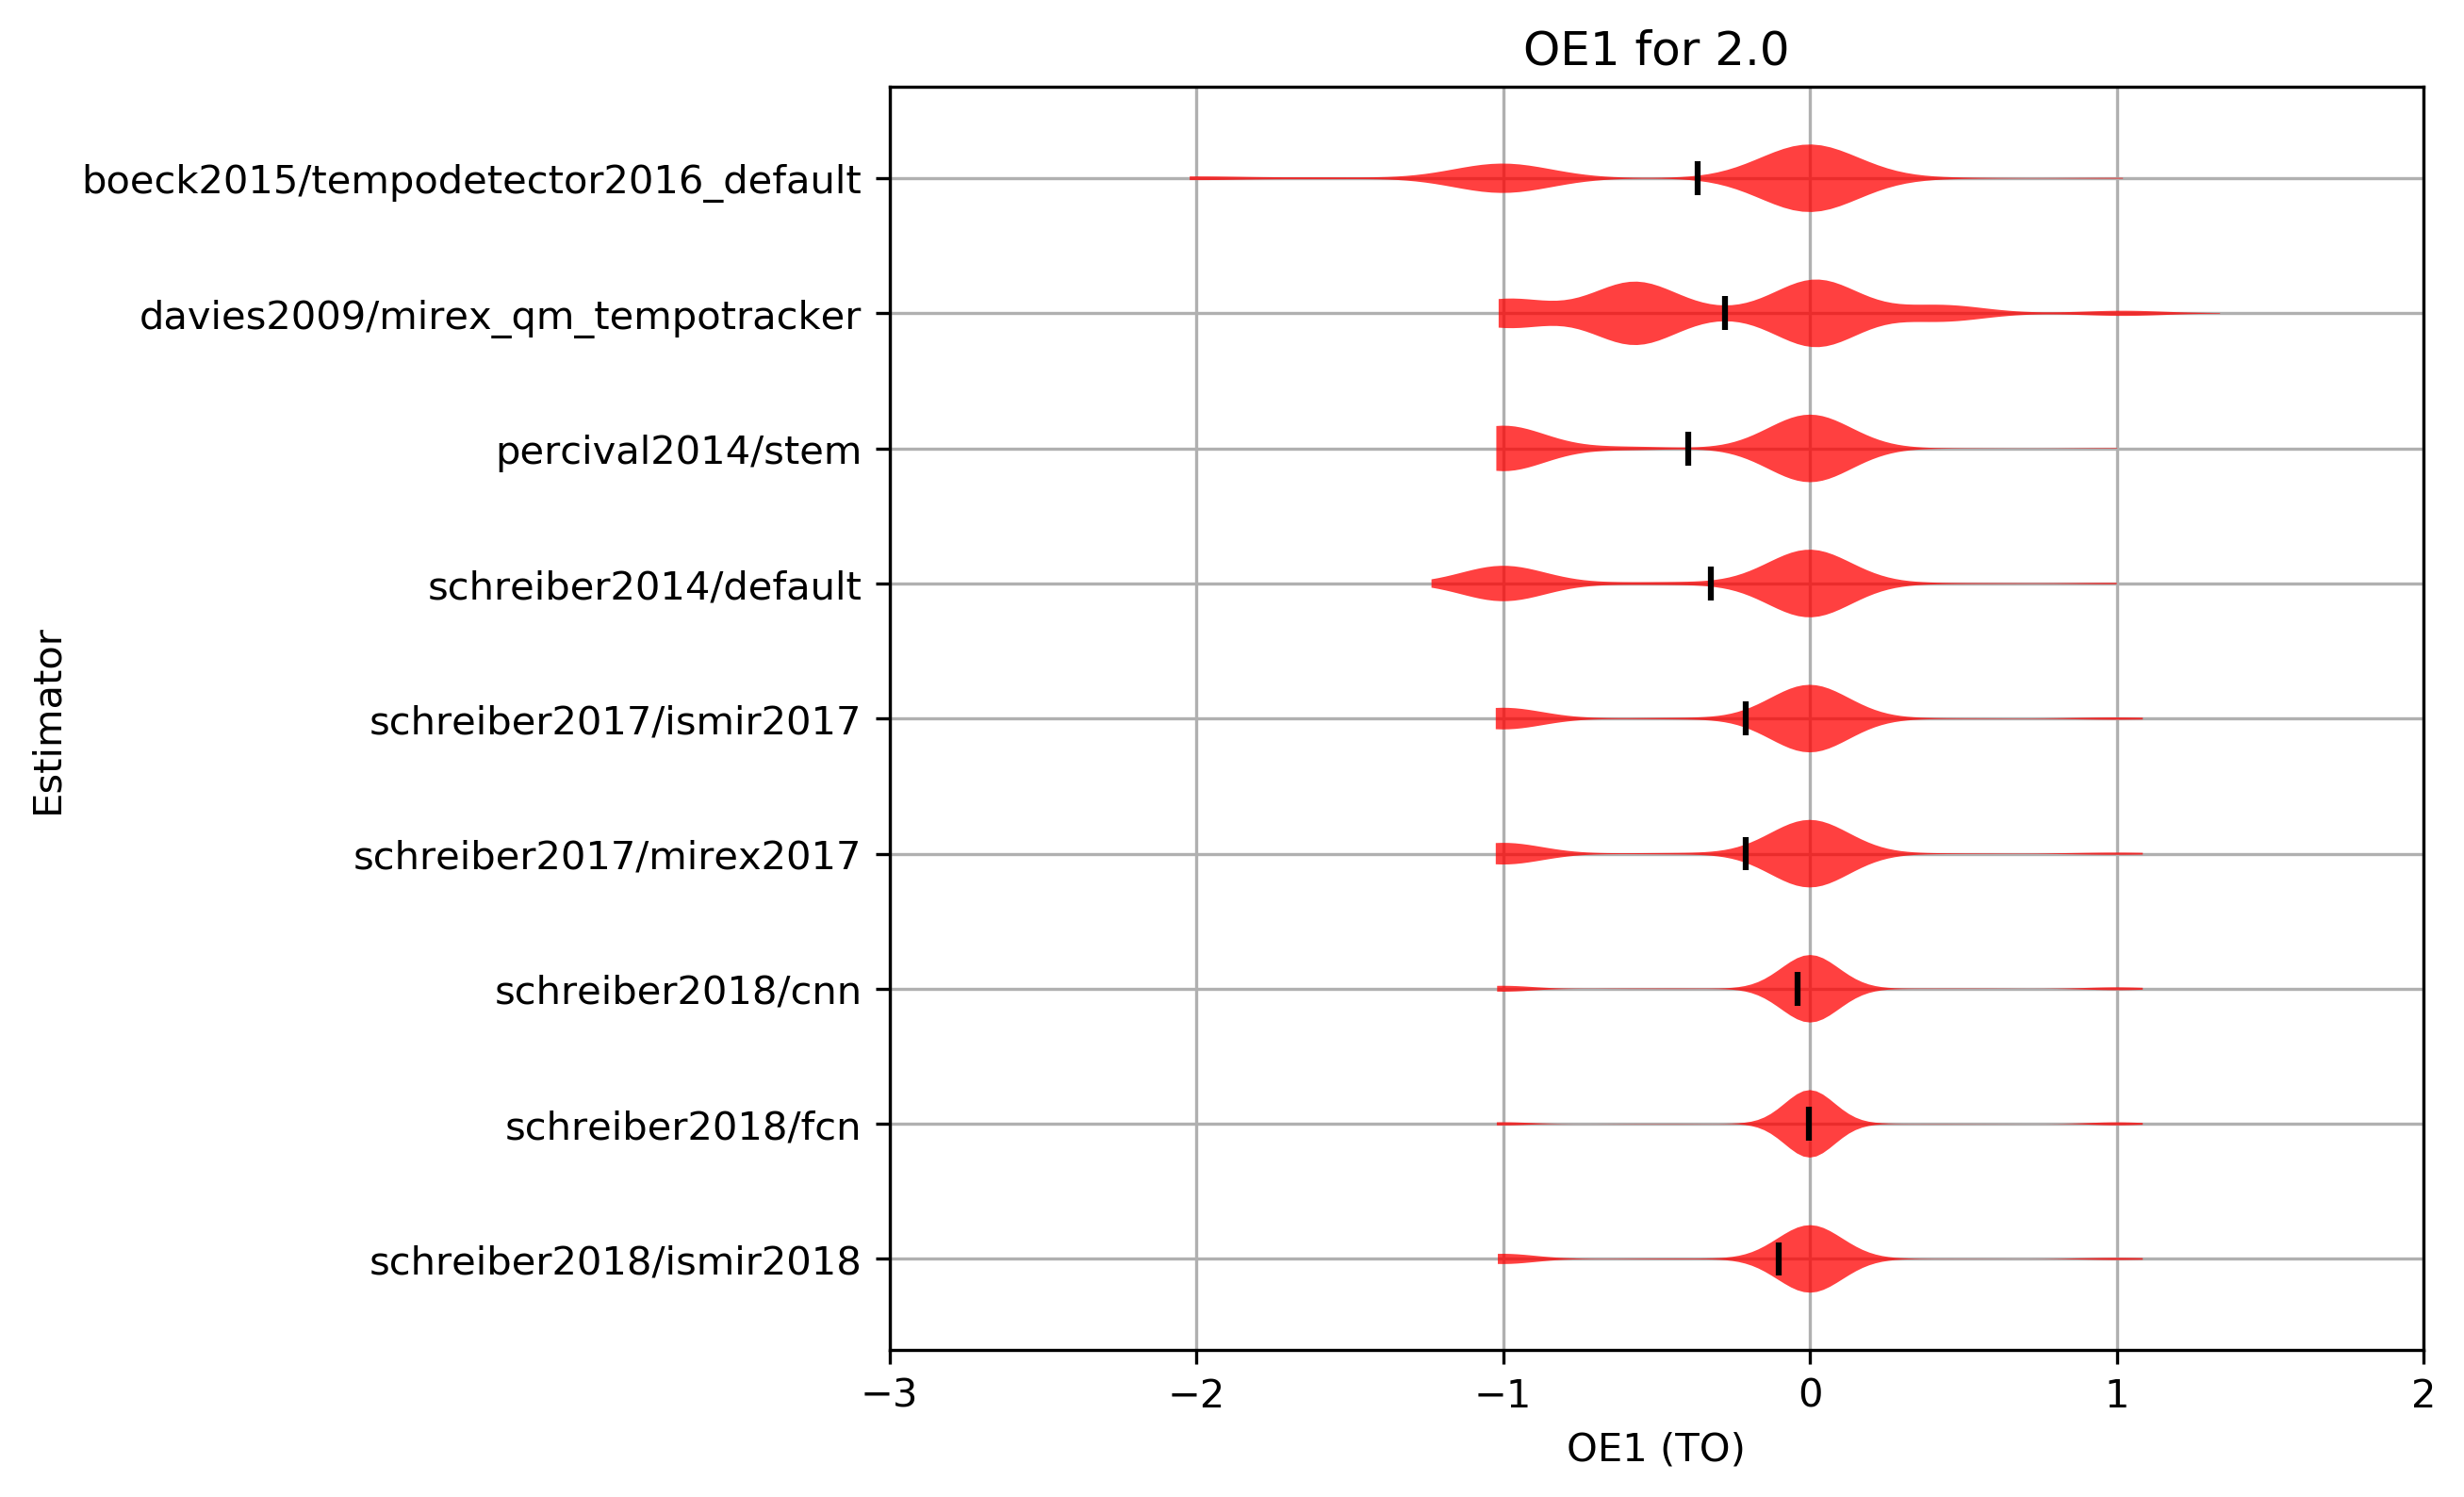 OE1 for 2.0
boeck2015/tempodetector2016_default
davies2009/mirex_qm_tempotracker
percival2014/stem
schreiber2014/default
schreiber2017/ismir2017
schreiber2017/mirex2017
schreiber2018/cnn
schreiber2018/fcn
schreiber2018/ismir2018
Estimator
−3 −2 −1 0 1 2
OE1 (TO)